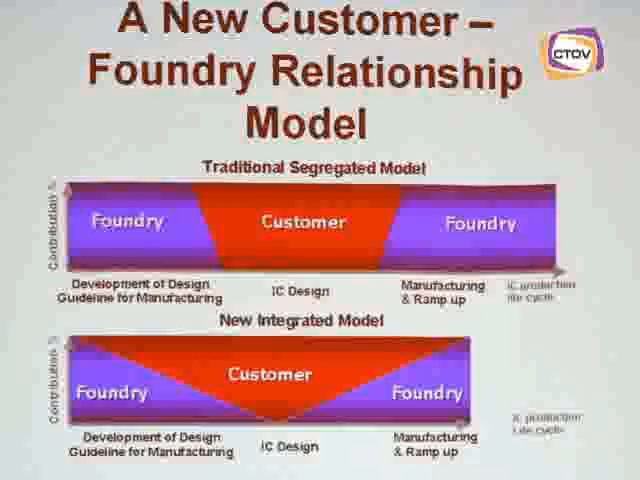 A New Customer –
Foundry Relationship
Model
CTOV
Traditional Segregated Model
Contribution %
Foundry
Customer
Foundry
Development of Design
Guideline for Manufacturing
IC Design
Manufacturing
& Ramp up
IC production
life cycle
New Integrated Model
Contribution %
Foundry
Customer
Foundry
Development of Design
Guideline for Manufacturing
IC Design
Manufacturing
& Ramp up
IC production
Life cycle